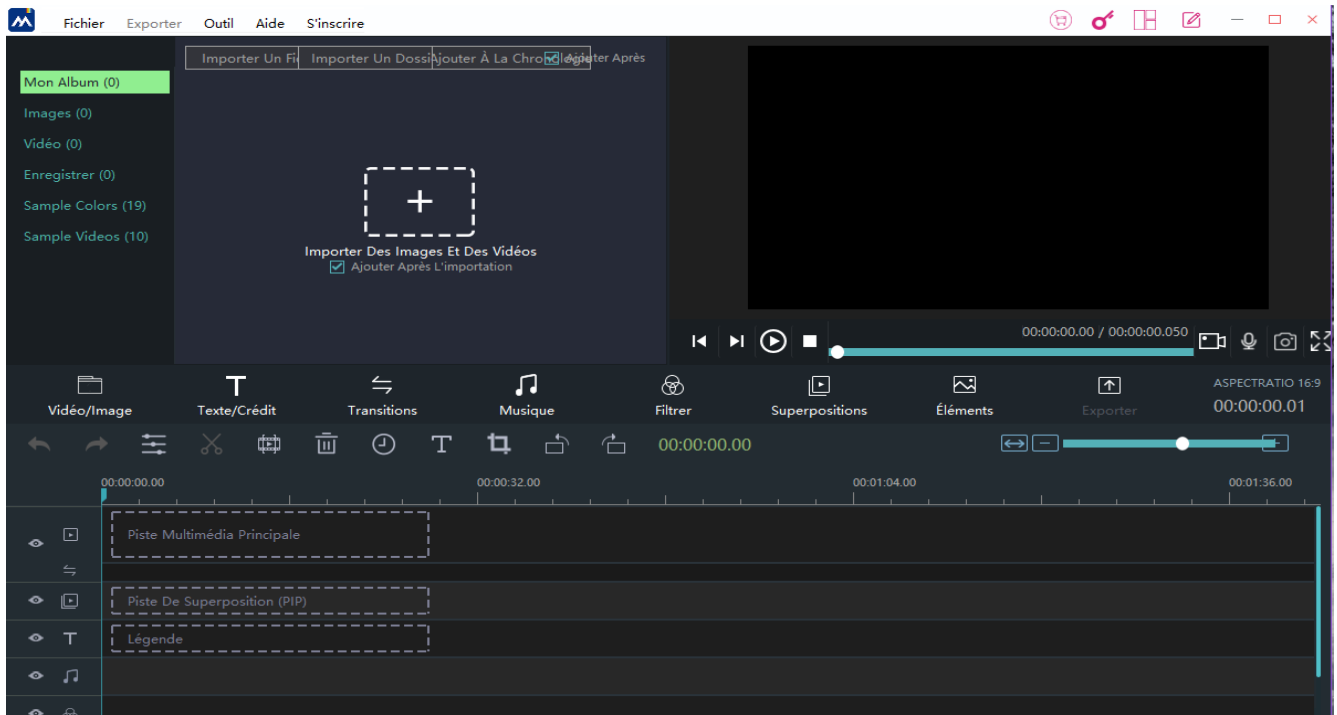 Fichier Exporter Outil Aide S'inscrire
Importer Un Fi Importer Un Dossi Ajouter À La Chronologie Ajouter Après
Mon Album (0)
Images (0)
Vidéo (0)
Enregistrer (0)
Sample Colors (19)
Sample Videos (10)
Importer Des Images Et Des Vidéos
Ajouter Après L'importation
00:00:00.00 / 00:00:00.050
Vidéo/Image Texte/Crédit Transitions Musique Filtrer Superpositions Éléments Exporter
ASPECTRATIO 16:9
00:00:00.01
00:00:00.00
00:00:00.00 00:00:32.00 00:01:04.00 00:01:36.00
Piste Multimédia Principale
Piste De Superposition (PIP)
Légende